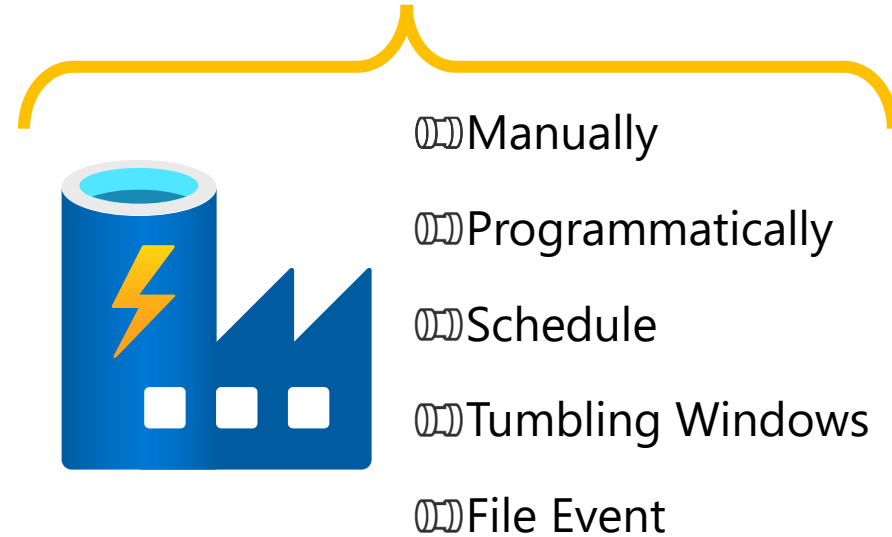 Manually
Programmatically
Schedule
Tumbling Windows
File Event